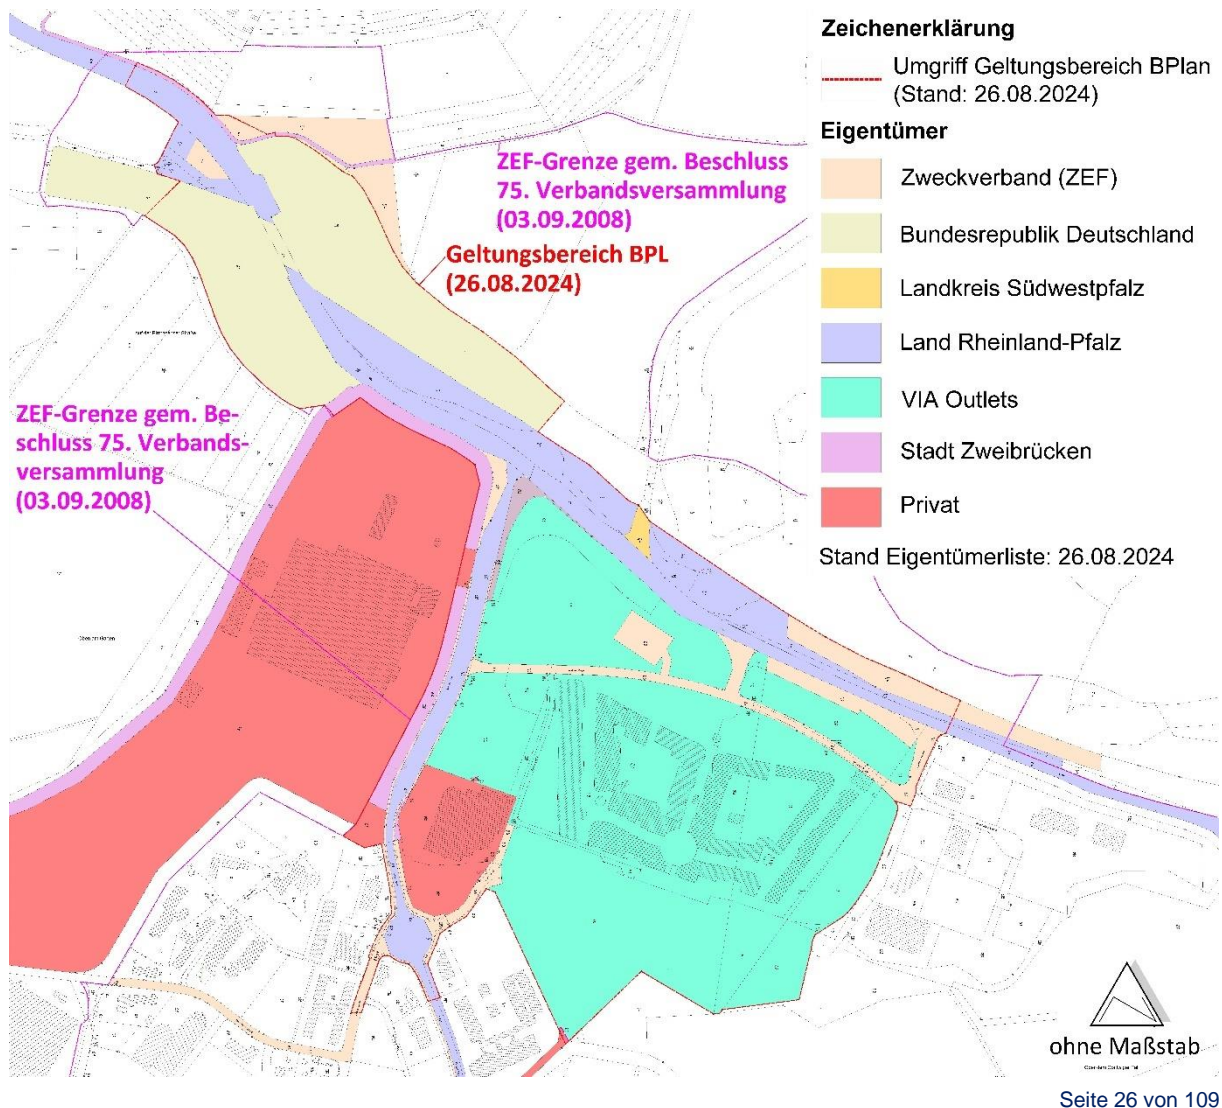 Zeichenerklärung
Umgriff Geltungsbereich BPlan
(Stand: 26.08.2024)
Eigentümer
Zweckverband (ZEF)
Bundesrepublik Deutschland
Landkreis Südwestpfalz
Land Rheinland-Pfalz
VIA Outlets
Stadt Zweibrücken
Privat
Stand Eigentümerliste: 26.08.2024
ZEF-Grenze gem. Beschluss
75. Verbandsversammlung
(03.09.2008)
Geltungsbereich BPL
(26.08.2024)
ZEF-Grenze gem. Be-
schluss 75. Verbands-
versammlung
(03.09.2008)
ohne Maßstab
Seite 26 von 109